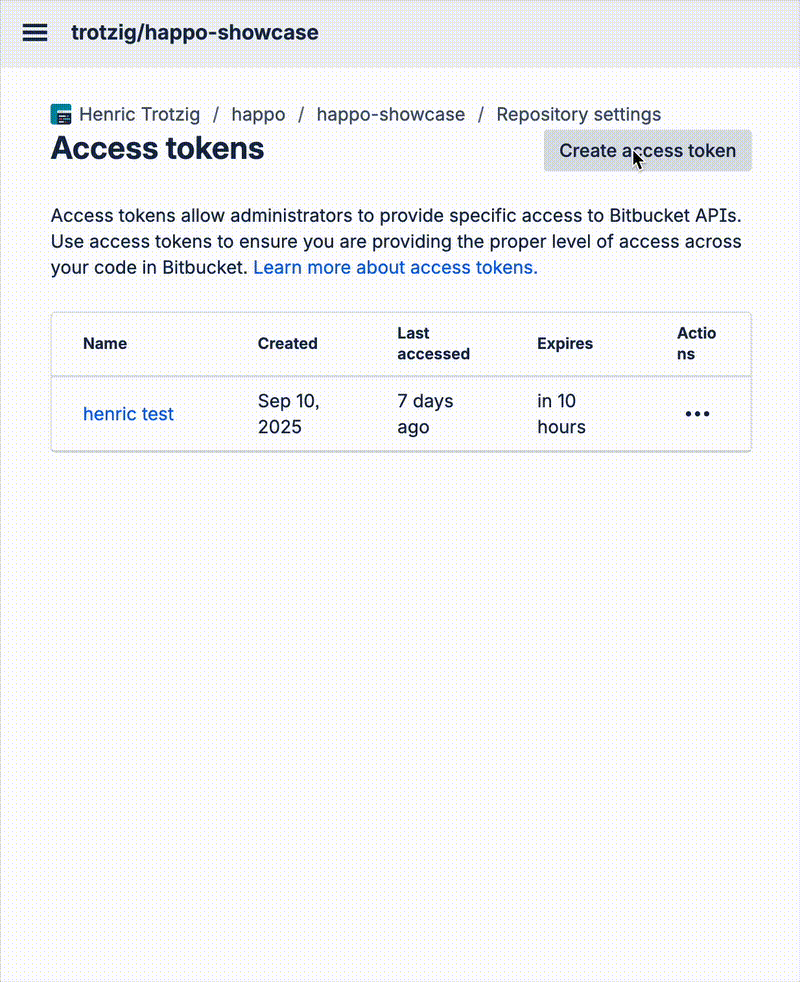 trotzig/happo-showcase
Henric Trotzig / happo / happo-showcase / Repository settings
Access tokens
Create access token
Access tokens allow administrators to provide specific access to Bitbucket APIs.
Use access tokens to ensure you are providing the proper level of access across
your code in Bitbucket. Learn more about access tokens.
Name Created Last accessed Expires Actio
ns
henric test Sep 10, 2025 7 days ago in 10 hours